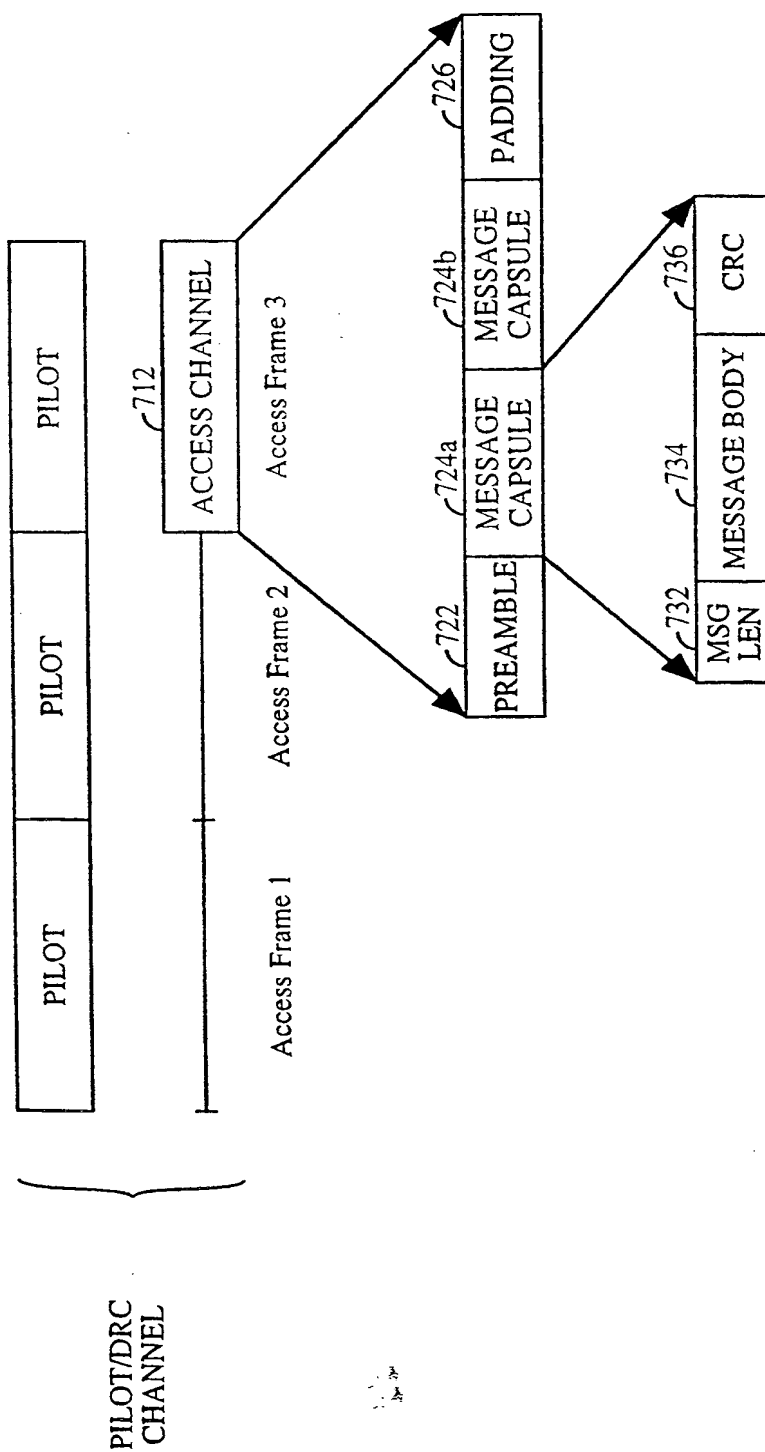 PILOT/DRC
CHANNEL
PILOT
PILOT
PILOT
712
ACCESS CHANNEL
Access Frame 1
Access Frame 2
Access Frame 3
722
724a
724b
726
PREAMBLE
MESSAGE
CAPSULE
MESSAGE
CAPSULE
PADDING
732
734
736
MSG
LEN
MESSAGE BODY
CRC